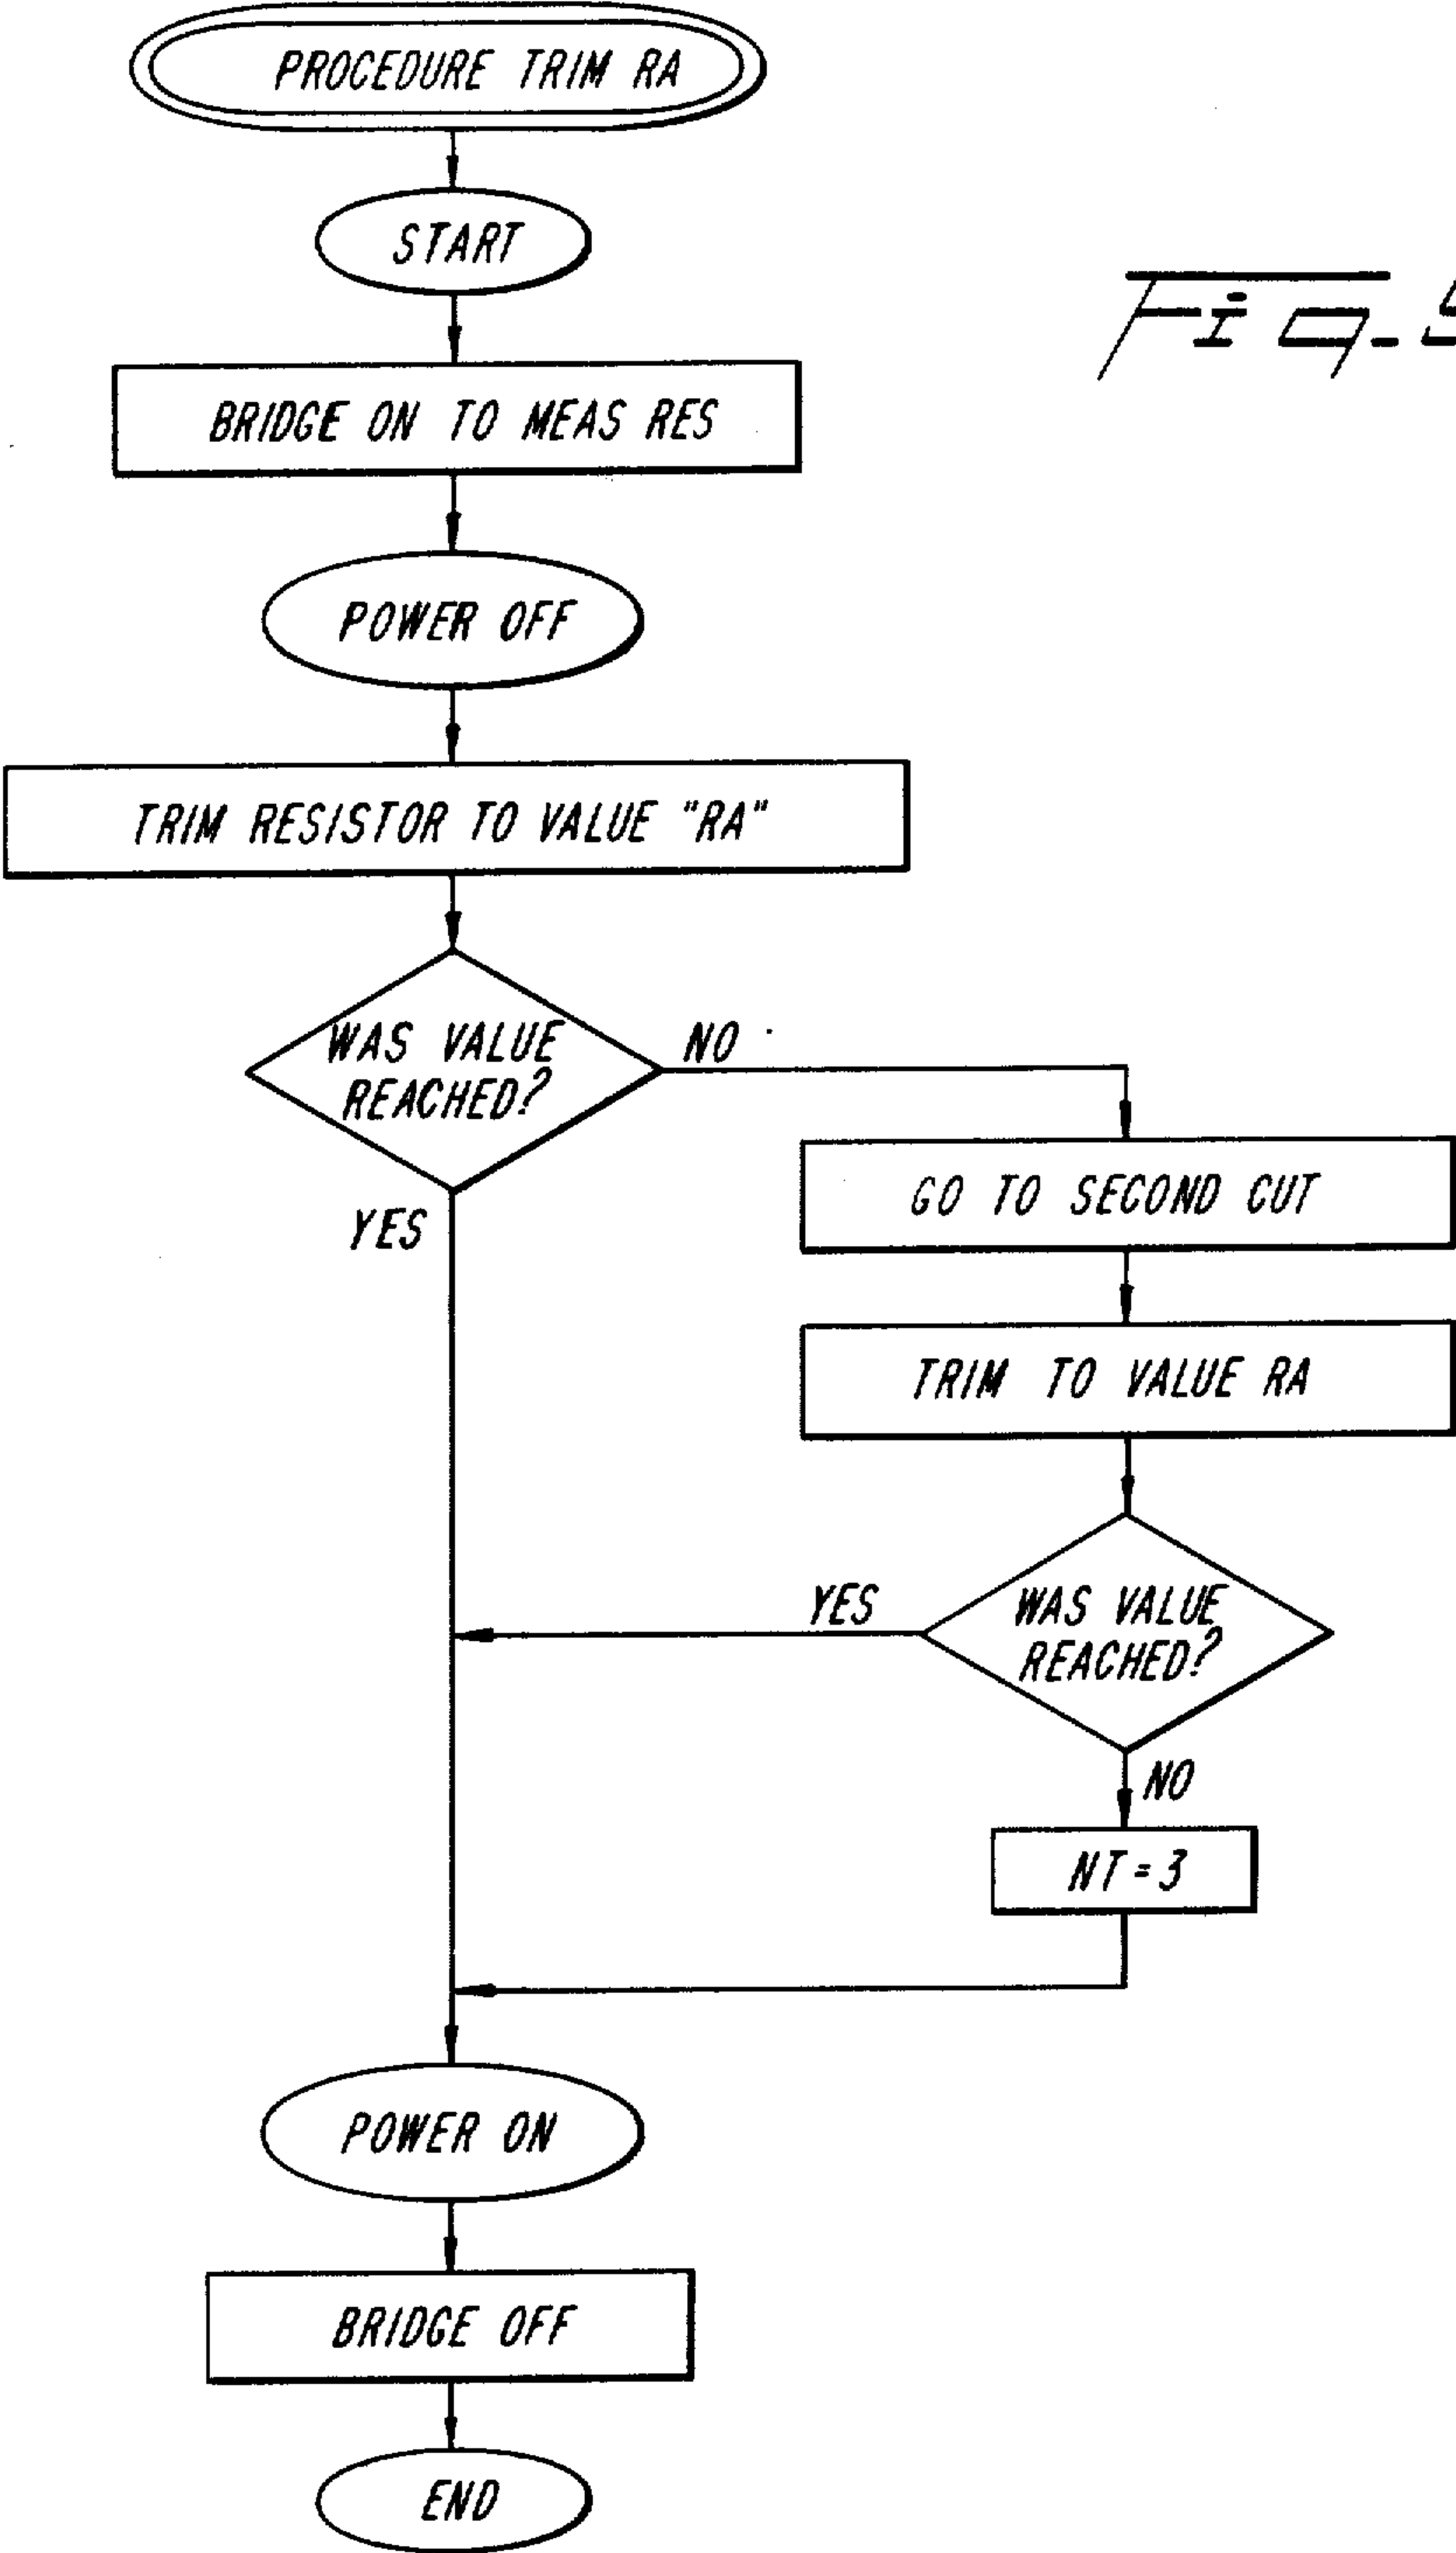 PROCEDURE TRIM RA
START
Fig. 5
BRIDGE ON TO MEAS RES
POWER OFF
TRIM RESISTOR TO VALUE "RA"
WAS VALUE
REACHED?
NO
YES
GO TO SECOND CUT
TRIM TO VALUE RA
WAS VALUE
REACHED?
YES
NO
NT=3
POWER ON
BRIDGE OFF
END